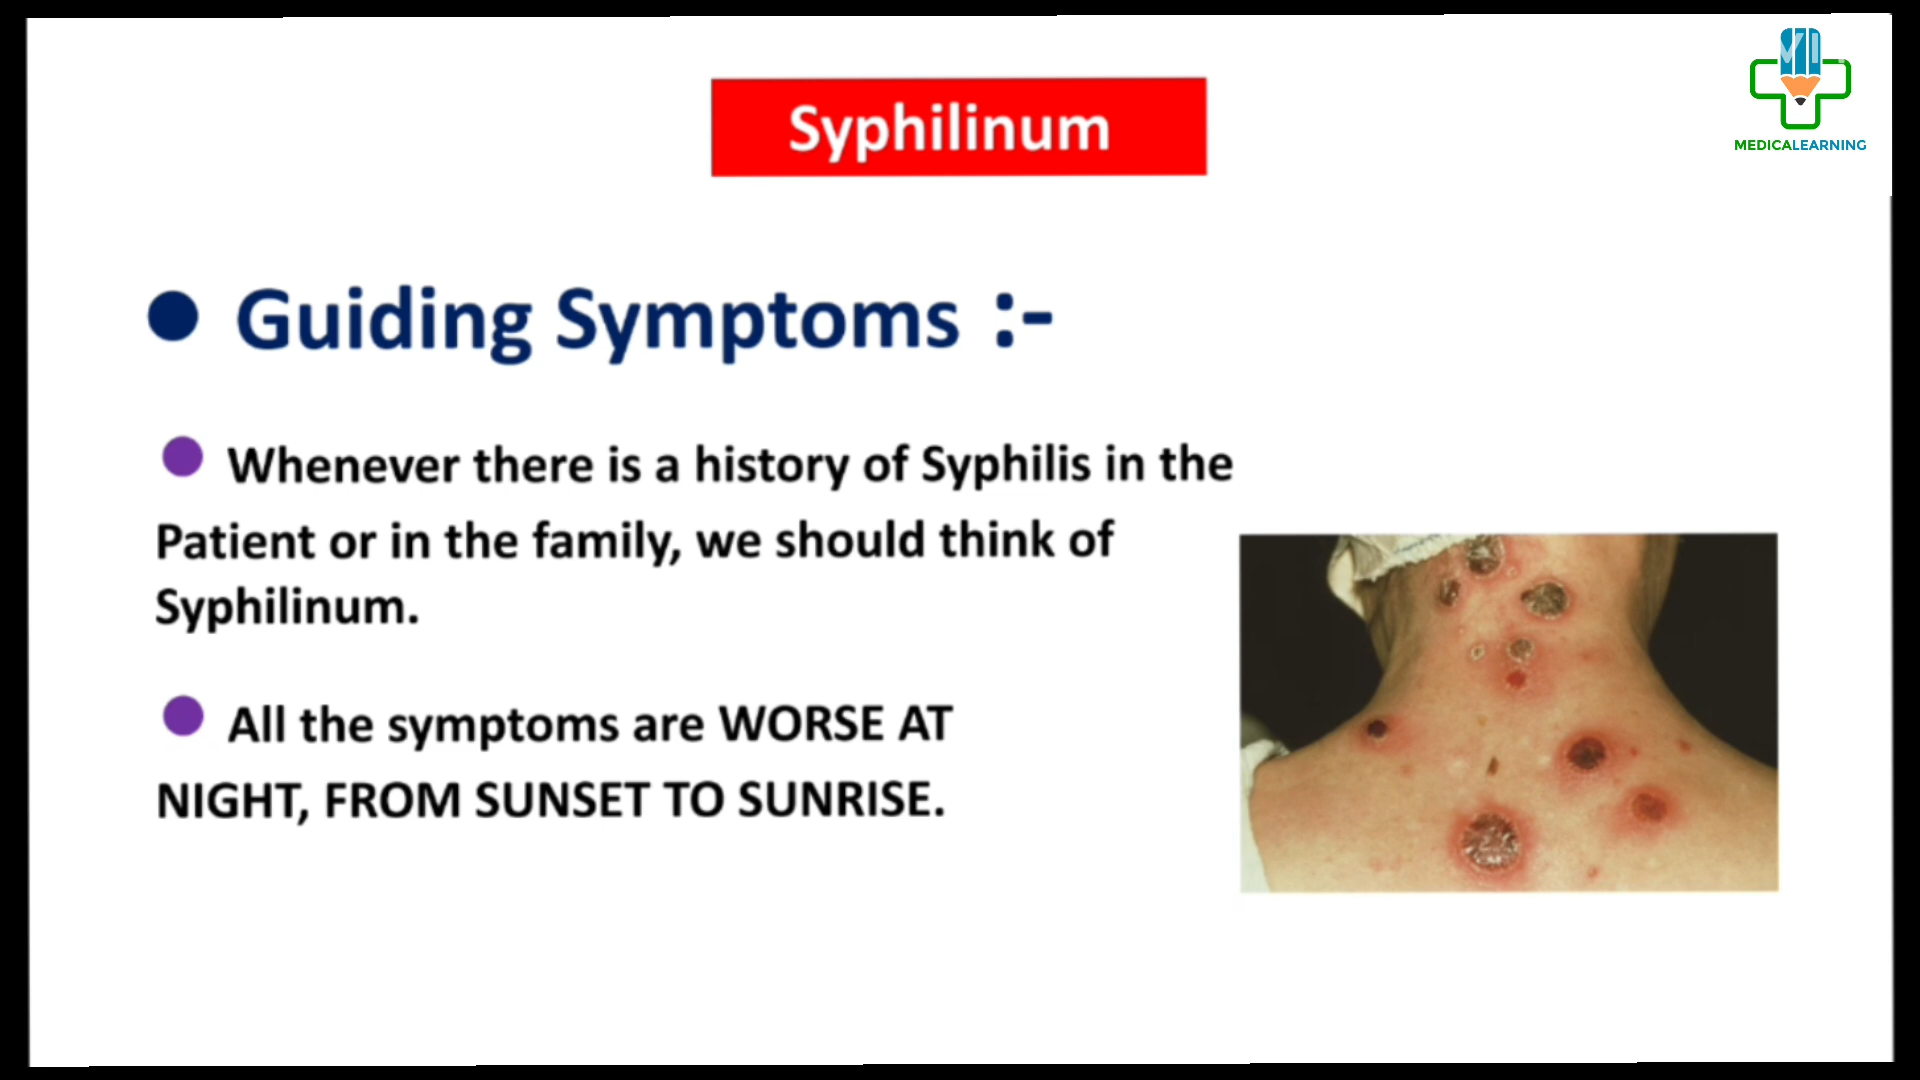 Syphilinum
MEDICALEARNING
Guiding Symptoms :-
Whenever there is a history of Syphilis in the
Patient or in the family, we should think of
Syphilinum.
All the symptoms are WORSE AT
NIGHT, FROM SUNSET TO SUNRISE.